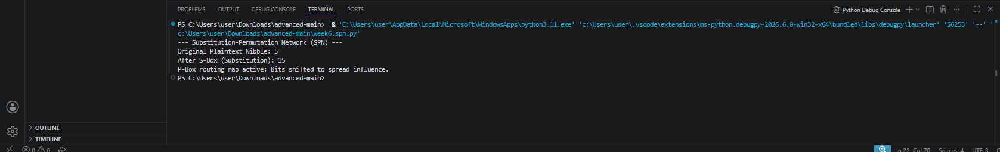 PROBLEMS OUTPUT DEBUG CONSOLE TERMINAL PORTS Python Debug Console
PS C:\Users\user\Downloads\advanced-main> & 'C:\Users\user\AppData\Local\Microsoft\WindowsApps\python3.11.exe' 'c:\Users\user\.vscode\extensions\ms-python.debugpy-2026.6.0-win32-x64\bundled\libs\debugpy\launcher' '56253' '--' '
c:\Users\user\Downloads\advanced-main\week6.spn.py'
--- Substitution-Permutation Network (SPN) ---
Original Plaintext Nibble: 5
After S-Box (Substitution): 15
P-Box routing map active: Bits shifted to spread influence.
PS C:\Users\user\Downloads\advanced-main>
OUTLINE
TIMELINE
0 0 Ln 22, Col 70 Spaces: 4 UTF-8